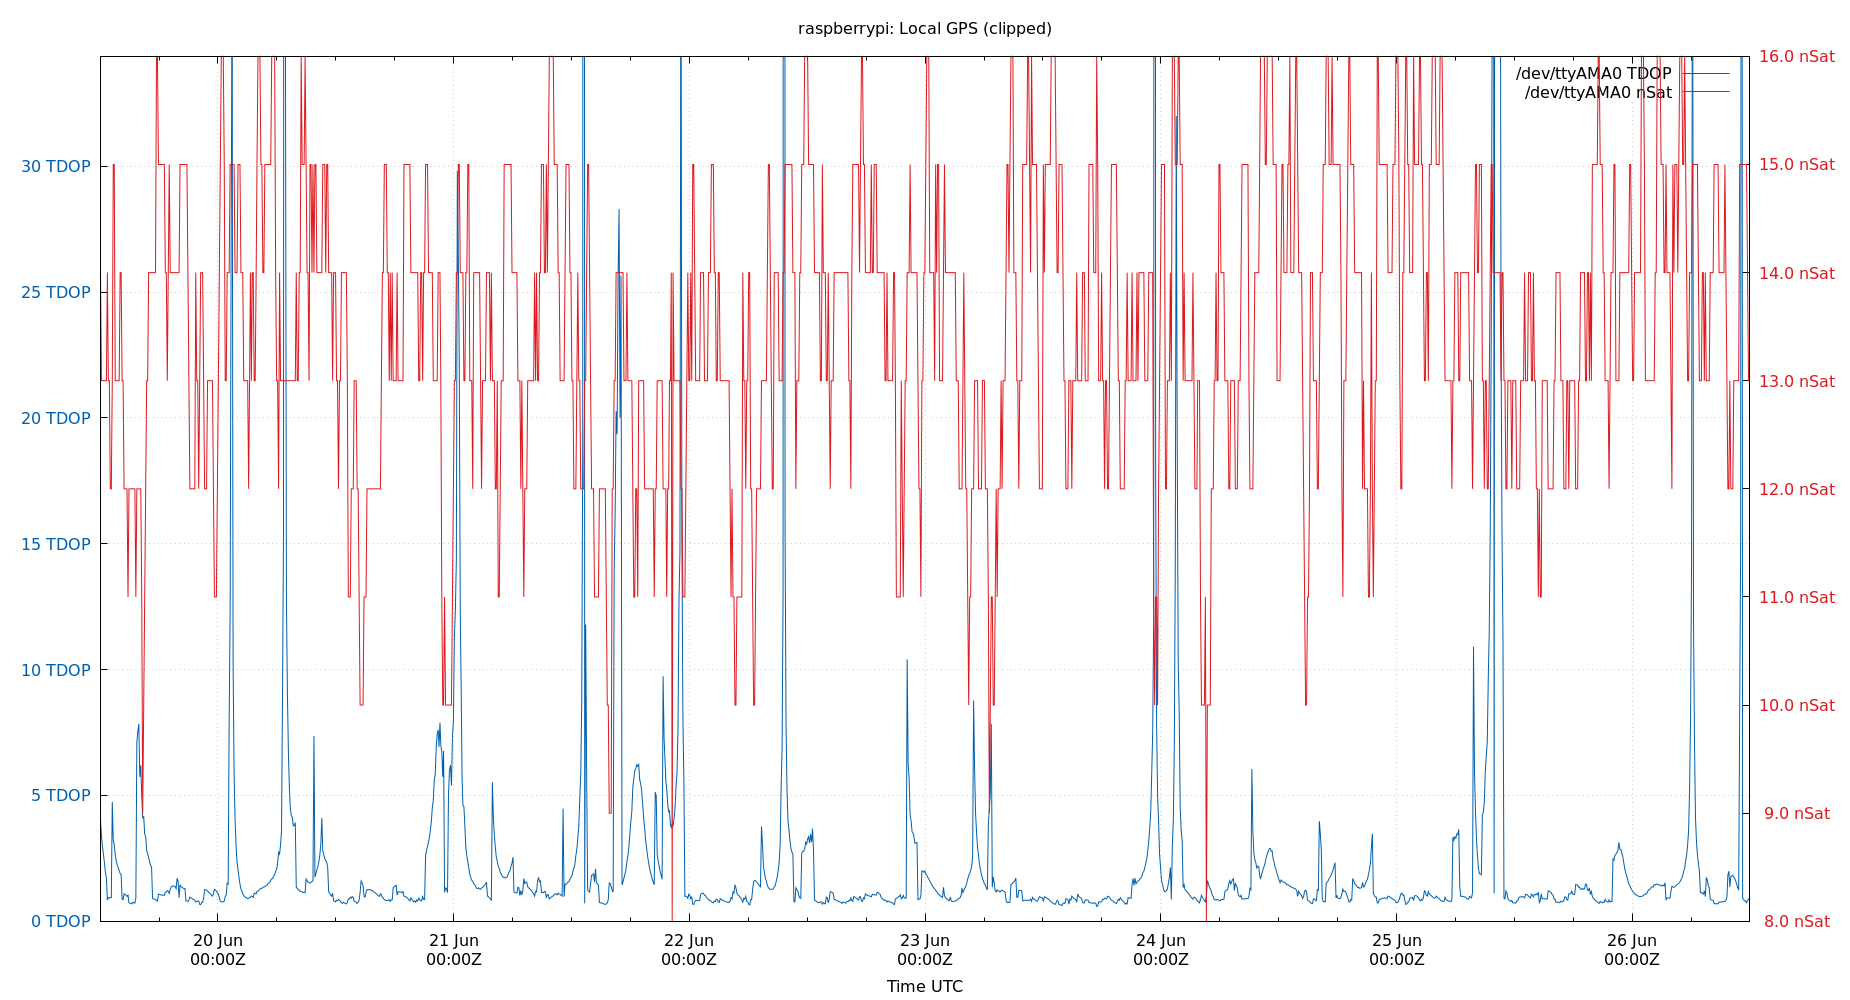 raspberrypi: Local GPS (clipped)
/dev/ttyAMA0 TDOP
/dev/ttyAMA0 nSat
30 TDOP
25 TDOP
20 TDOP
15 TDOP
10 TDOP
5 TDOP
0 TDOP
16.0 nSat
15.0 nSat
14.0 nSat
13.0 nSat
12.0 nSat
11.0 nSat
10.0 nSat
9.0 nSat
8.0 nSat
20 Jun 21 Jun 22 Jun 23 Jun 24 Jun 25 Jun 26 Jun
00:00Z 00:00Z 00:00Z 00:00Z 00:00Z 00:00Z 00:00Z
Time UTC